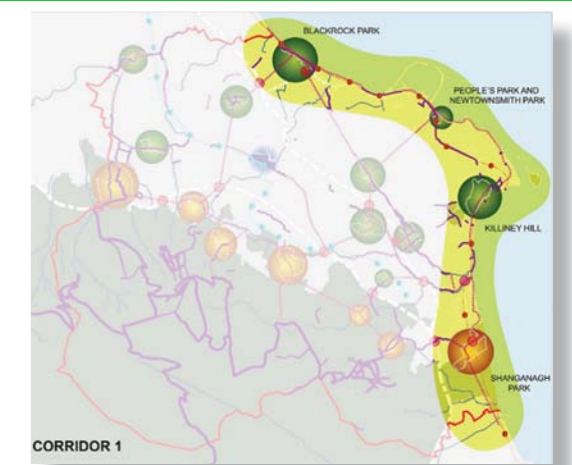 BLACKROCK PARK
PEOPLE'S PARK AND
NEWTOWNSMITH PARK
KILLINEY HILL
SHANGANAGH
PARK
CORRIDOR 1